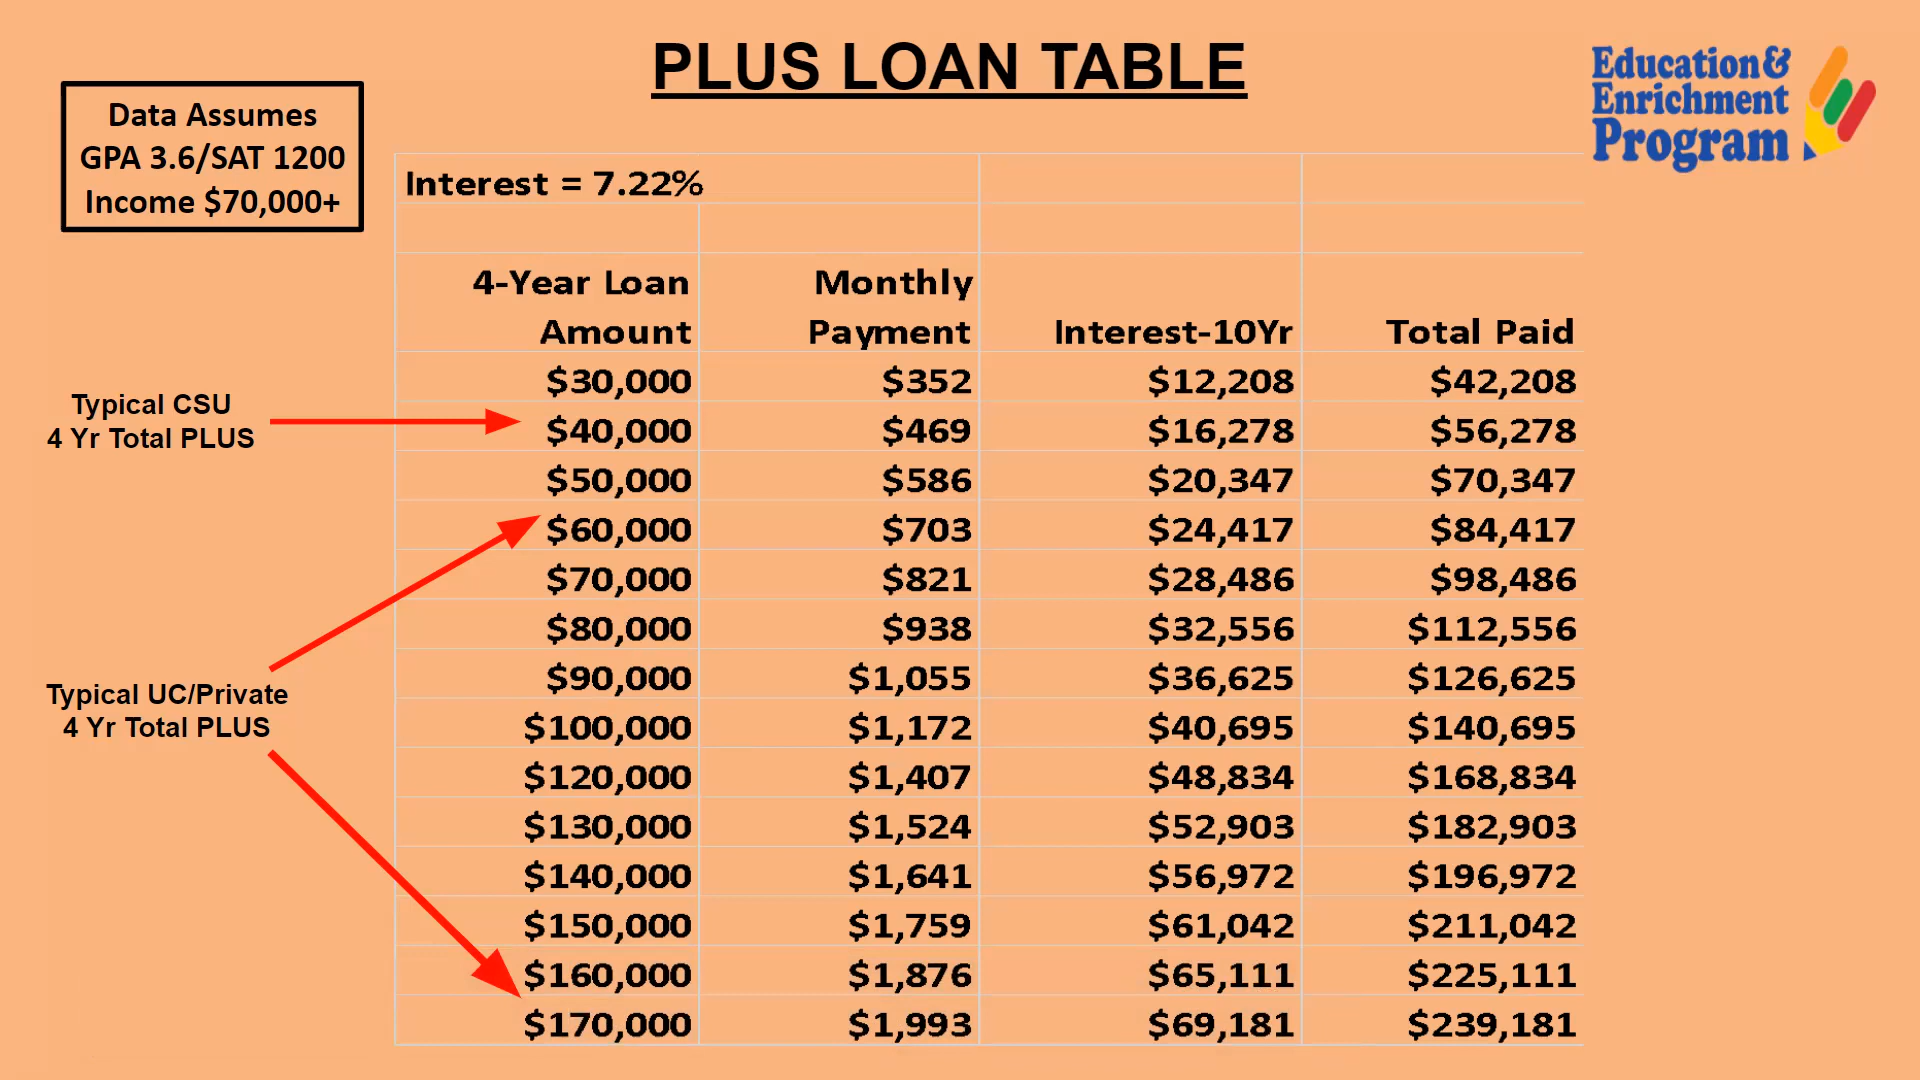 PLUS LOAN TABLE
Education&
Enrichment
Program
Data Assumes
GPA 3.6/SAT 1200
Income $70,000+
Interest = 7.22%
4-Year Loan Amount Monthly Payment Interest-10Yr Total Paid
$30,000 $352 $12,208 $42,208
$40,000 $469 $16,278 $56,278
$50,000 $586 $20,347 $70,347
$60,000 $703 $24,417 $84,417
$70,000 $821 $28,486 $98,486
$80,000 $938 $32,556 $112,556
$90,000 $1,055 $36,625 $126,625
$100,000 $1,172 $40,695 $140,695
$120,000 $1,407 $48,834 $168,834
$130,000 $1,524 $52,903 $182,903
$140,000 $1,641 $56,972 $196,972
$150,000 $1,759 $61,042 $211,042
$160,000 $1,876 $65,111 $225,111
$170,000 $1,993 $69,181 $239,181
Typical CSU
4 Yr Total PLUS
Typical UC/Private
4 Yr Total PLUS